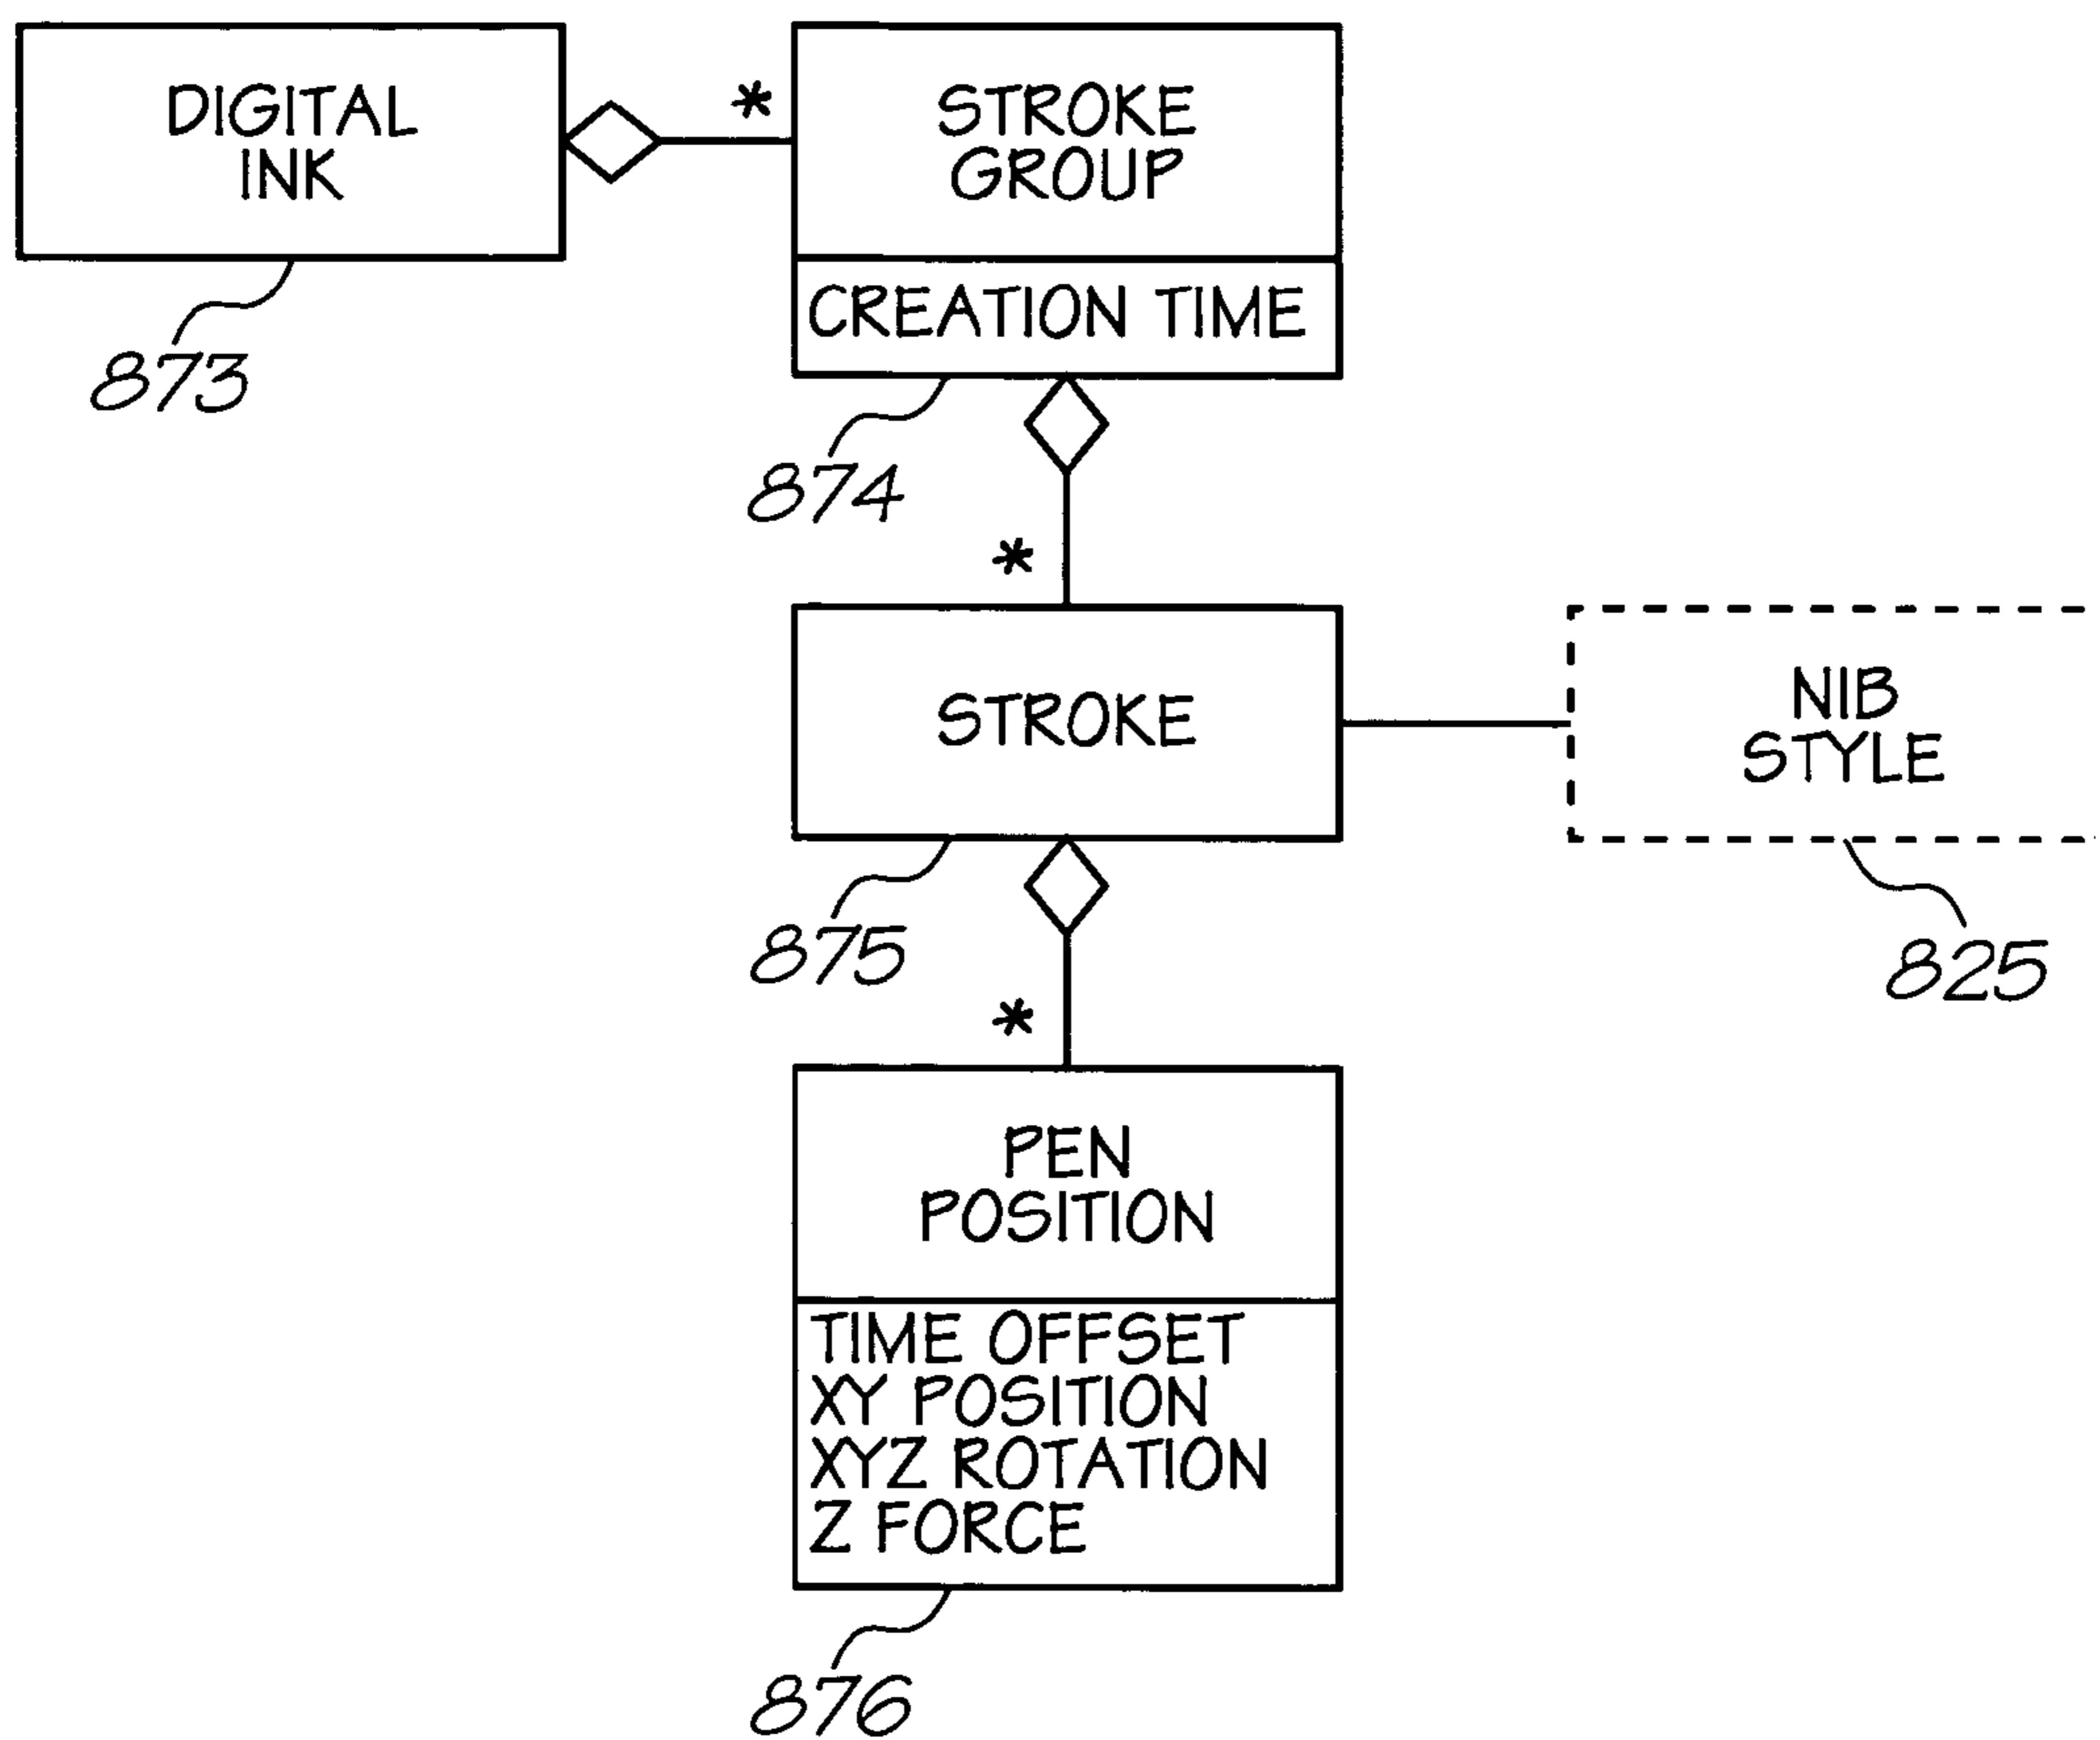 DIGITAL
INK
*
STROKE
GROUP
CREATION TIME
873
874
*
STROKE
NIB
STYLE
875
825
*
PEN
POSITION
TIME OFFSET
XY POSITION
XYZ ROTATION
Z FORCE
876